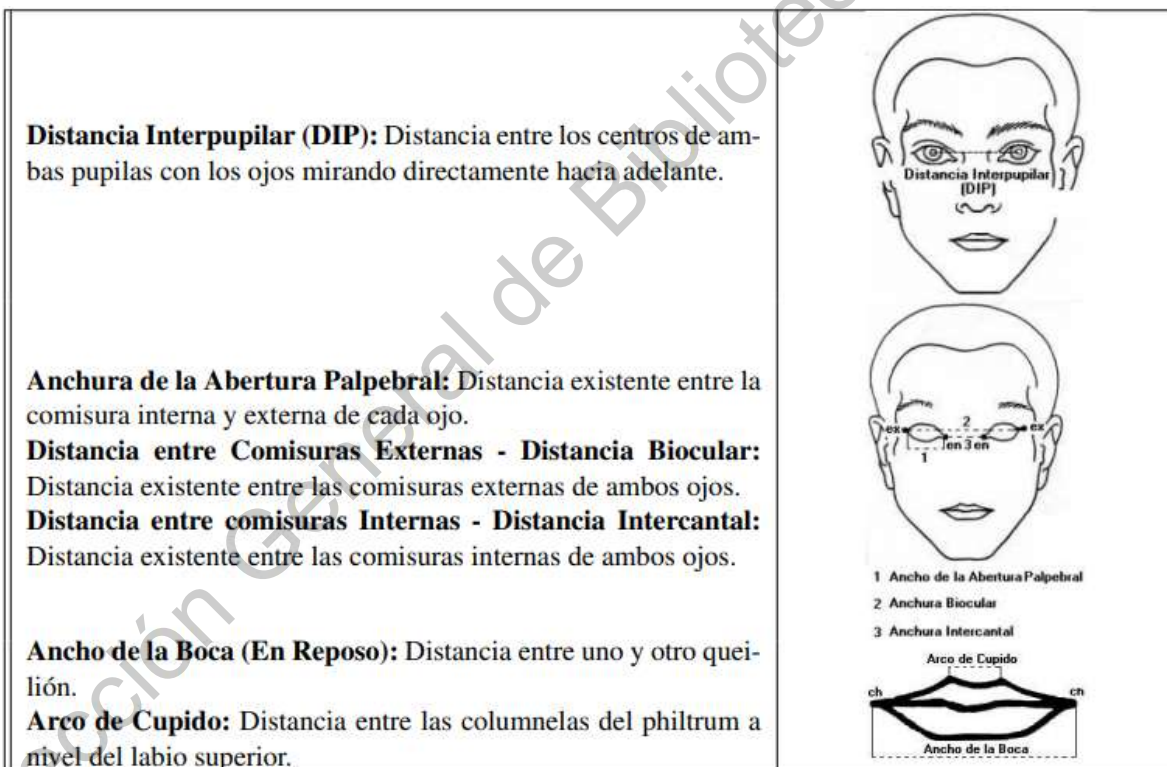 Distancia Interpupilar (DIP): Distancia entre los centros de am-
bas pupilas con los ojos mirando directamente hacia adelante.
Distancia Interpupilar
(DIP)
Anchura de la Abertura Palpebral: Distancia existente entre la
comisura interna y externa de cada ojo.
Distancia entre Comisuras Externas - Distancia Biocular:
Distancia existente entre las comisuras externas de ambos ojos.
Distancia entre comisuras Internas - Distancia Intercantal:
Distancia existente entre las comisuras internas de ambos ojos.
ex 2 ex
en 3 en
1
1 Ancho de la Abertura Palpebral
2 Anchura Biocular
3 Anchura Intercantal
Ancho de la Boca (En Reposo): Distancia entre uno y otro quei-
lión.
Arco de Cupido: Distancia entre las columnelas del philtrum a
nivel del labio superior.
Arco de Cupido
ch ch
Ancho de la Boca
ección General de Bibliotec